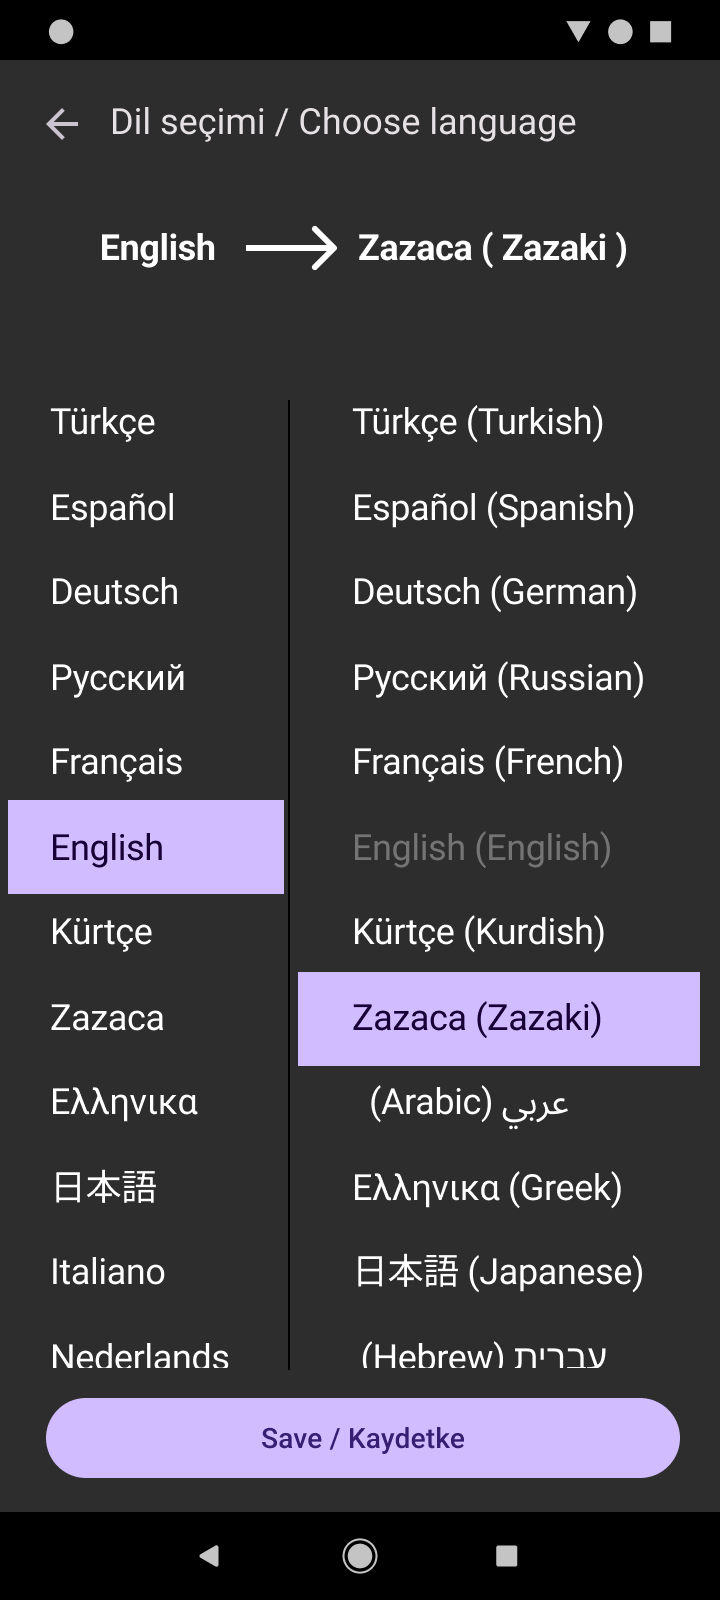 Dil seçimi / Choose language
English Zazaca ( Zazaki )
Türkçe
Español
Deutsch
Русский
Français
English
Kürtçe
Zazaca
Ελληνικα
日本語
Italiano
Nederlands
Türkçe (Turkish)
Español (Spanish)
Deutsch (German)
Русский (Russian)
Français (French)
English (English)
Kürtçe (Kurdish)
Zazaca (Zazaki)
عربي (Arabic)
Ελληνικα (Greek)
日本語 (Japanese)
עברית (Hebrew)
Save / Kaydetke